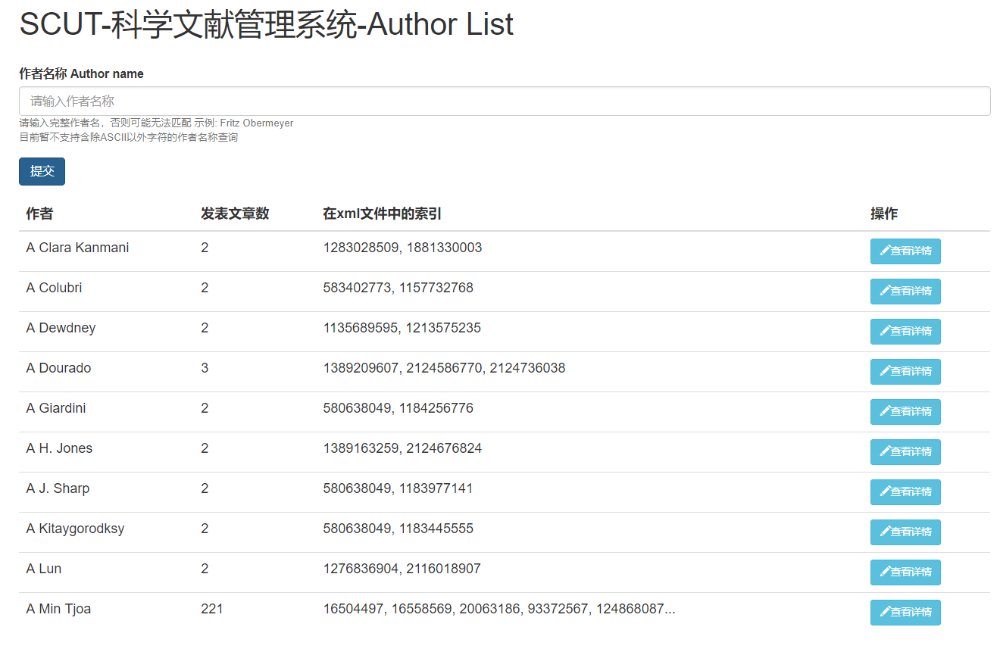 SCUT-科学文献管理系统-Author List
作者名称 Author name
请输入作者名称
请输入完整作者名，否则可能无法匹配 示例: Fritz Obermeyer
目前暂不支持含除ASCII以外字符的作者名称查询
提交
作者 发表文章数 在xml文件中的索引 操作
A Clara Kanmani 2 1283028509, 1881330003 查看详情
A Colubri 2 583402773, 1157732768 查看详情
A Dewdney 2 1135689595, 1213575235 查看详情
A Dourado 3 1389209607, 2124586770, 2124736038 查看详情
A Giardini 2 580638049, 1184256776 查看详情
A H. Jones 2 1389163259, 2124676824 查看详情
A J. Sharp 2 580638049, 1183977141 查看详情
A Kitaygorodksy 2 580638049, 1183445555 查看详情
A Lun 2 1276836904, 2116018907 查看详情
A Min Tjoa 221 16504497, 16558569, 20063186, 93372567, 124868087... 查看详情